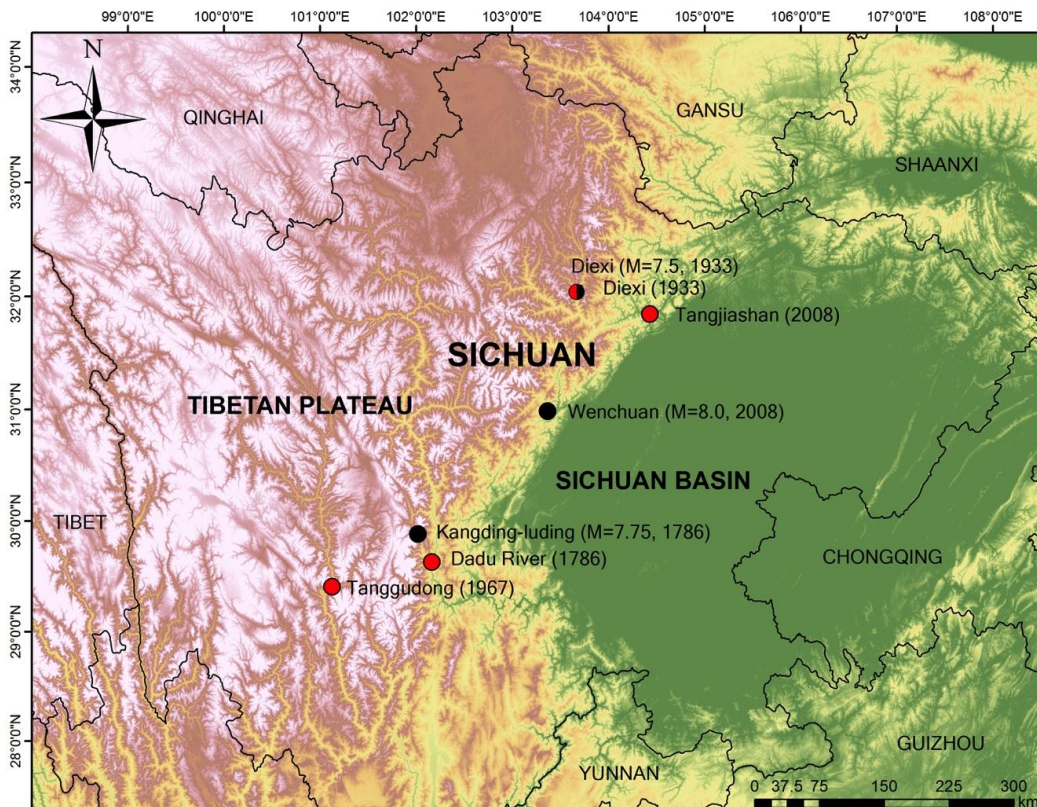 99°0'0"E 100°0'0"E 101°0'0"E 102°0'0"E 103°0'0"E 104°0'0"E 105°0'0"E 106°0'0"E 107°0'0"E 108°0'0"E
34°0'0"N
33°0'0"N
32°0'0"N
31°0'0"N
30°0'0"N
29°0'0"N
28°0'0"N
N
QINGHAI
GANSU
SHAANXI
Diexi (M=7.5, 1933)
Diexi (1933)
Tangjiashan (2008)
SICHUAN
TIBETAN PLATEAU
Wenchuan (M=8.0, 2008)
SICHUAN BASIN
TIBET
Kangding-luding (M=7.75, 1786)
CHONGQING
Dadu River (1786)
Tanggudong (1967)
GUIZHOU
YUNNAN
0 37.5 75 150 225 300
km